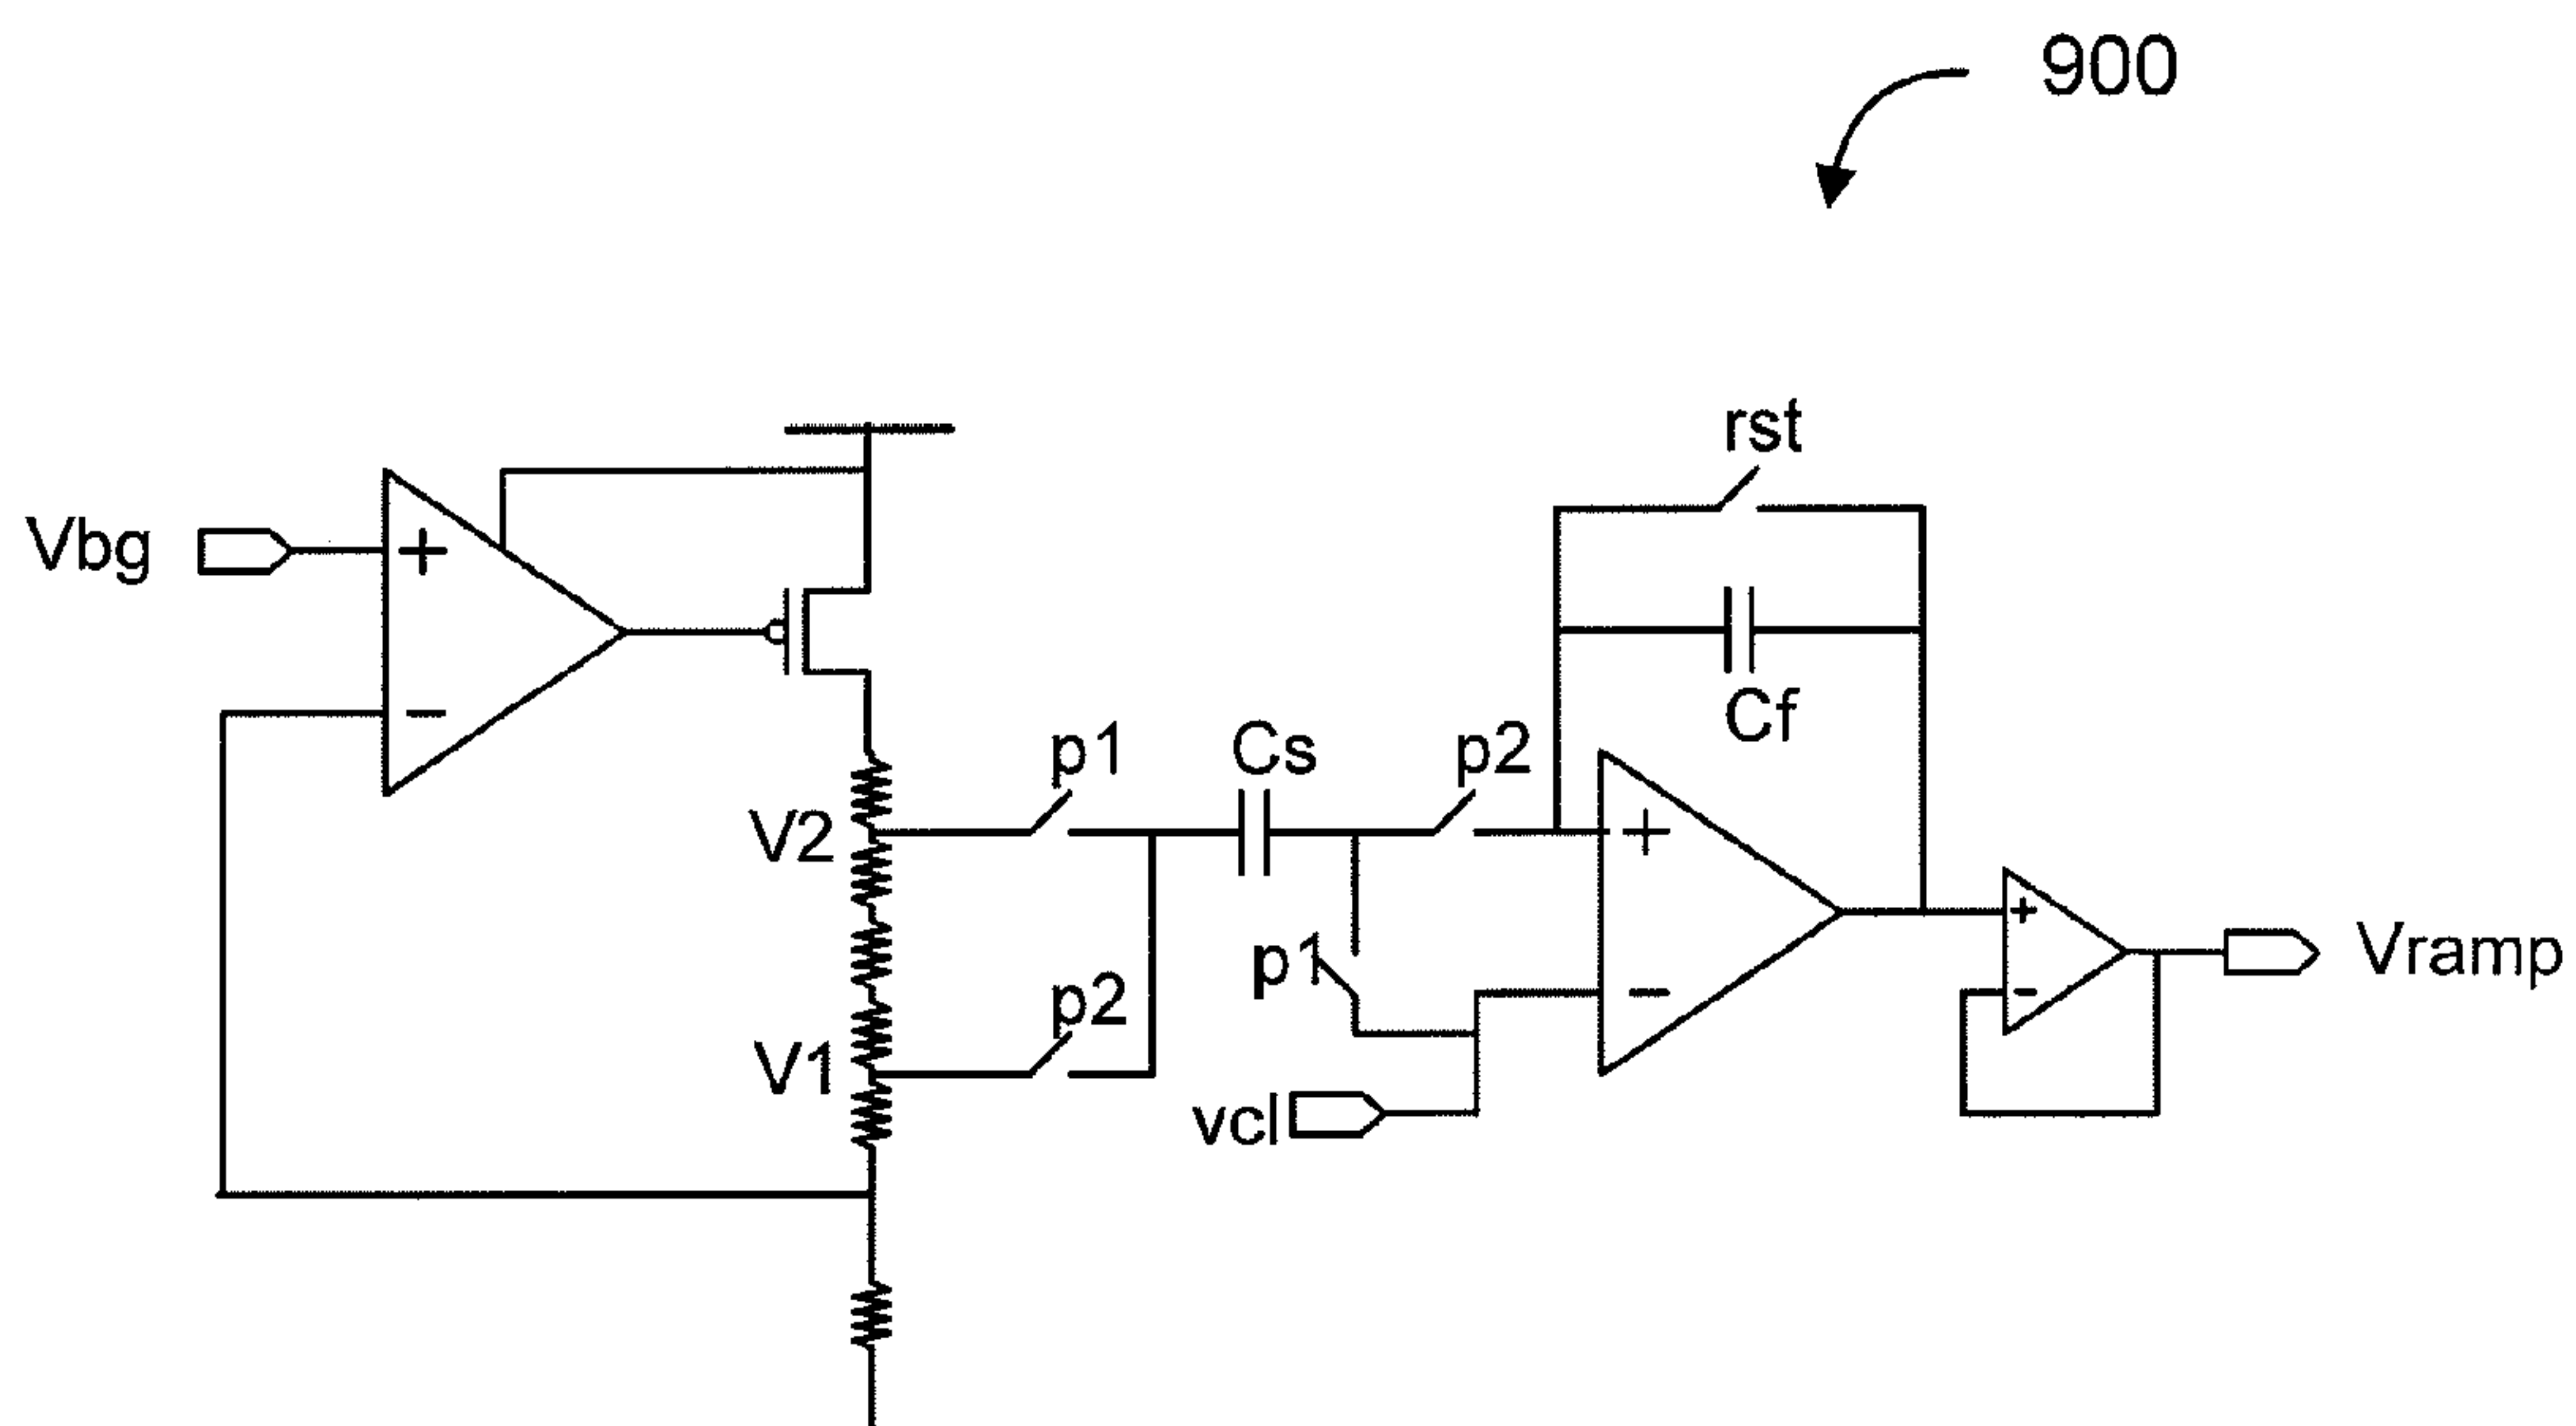 900
rst
Vbg
+
−
Cf
p1
Cs
p2
V2
+
+
−
Vramp
p1
p2
−
V1
vcl